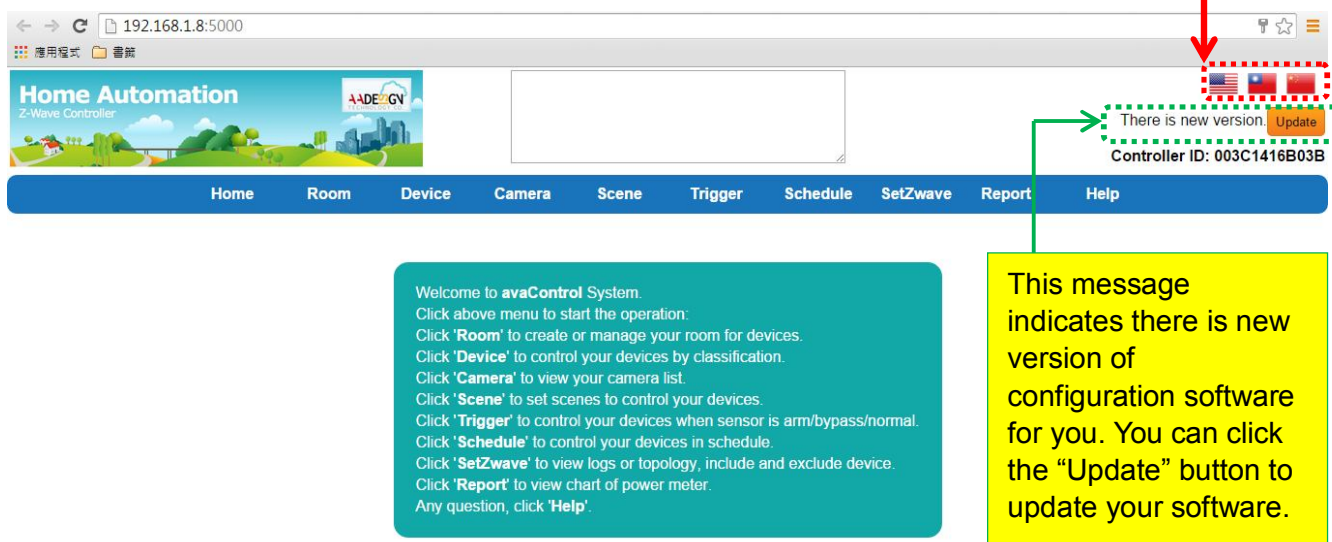 192.168.1.8:5000
應用程式 書籤
Home Automation
Z-Wave Controller
AADESIGN
TECHNOLOGY CO
There is new version. Update
Controller ID: 003C1416B03B
Home Room Device Camera Scene Trigger Schedule SetZwave Report Help
Welcome to avaControl System.
Click above menu to start the operation:
Click 'Room' to create or manage your room for devices.
Click 'Device' to control your devices by classification.
Click 'Camera' to view your camera list.
Click 'Scene' to set scenes to control your devices.
Click 'Trigger' to control your devices when sensor is arm/bypass/normal.
Click 'Schedule' to control your devices in schedule.
Click 'SetZwave' to view logs or topology, include and exclude device.
Click 'Report' to view chart of power meter.
Any question, click 'Help'.
This message
indicates there is new
version of
configuration software
for you. You can click
the “Update” button to
update your software.